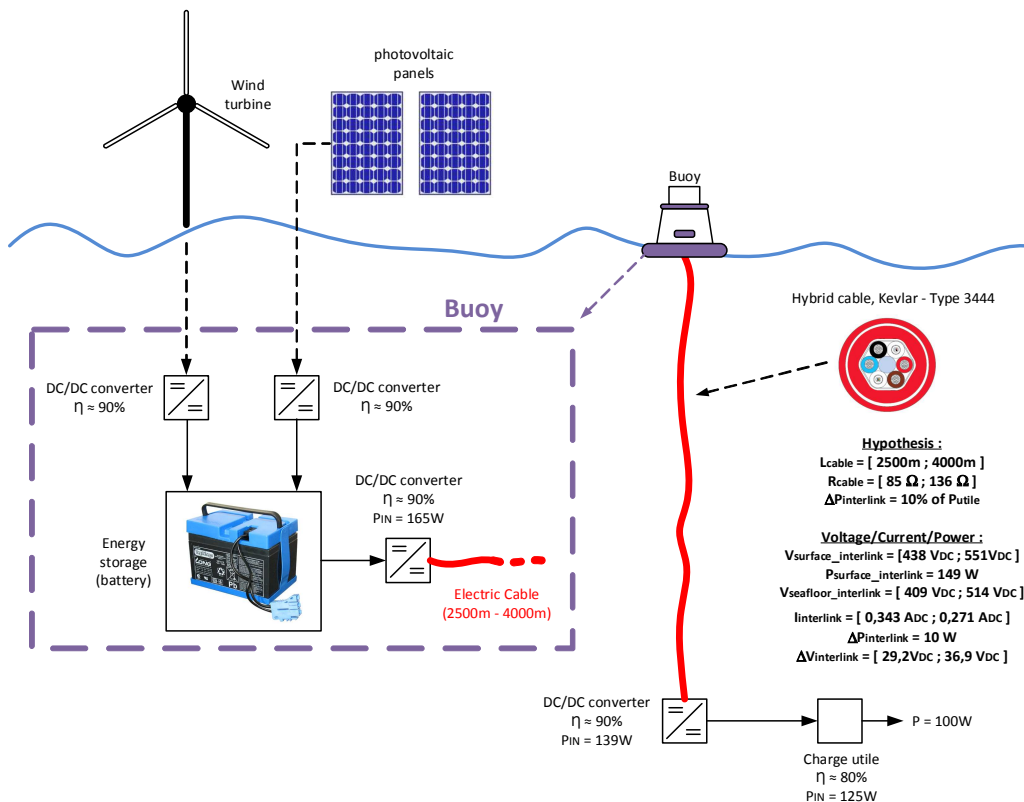 photovoltaic
panels
Wind
turbine
Buoy
Hybrid cable, Kevlar - Type 3444
Buoy
DC/DC converter
η ≈ 90%
DC/DC converter
η ≈ 90%
DC/DC converter
η ≈ 90%
PIN = 165W
Energy
storage
(battery)
Electric Cable
(2500m - 4000m)
Hypothesis :
Lcable = [ 2500m ; 4000m ]
Rcable = [ 85 Ω ; 136 Ω ]
ΔPinterlink = 10% of Putile
Voltage/Current/Power :
Vsurface_interlink = [438 VDC ; 551VDC ]
Psurface_interlink = 149 W
Vseafloor_interlink = [ 409 VDC ; 514 VDC ]
Iinterlink = [ 0,343 ADC ; 0,271 ADC ]
ΔPinterlink = 10 W
ΔVinterlink = [ 29,2VDC ; 36,9 VDC ]
DC/DC converter
η ≈ 90%
PIN = 139W
P = 100W
Charge utile
η ≈ 80%
PIN = 125W